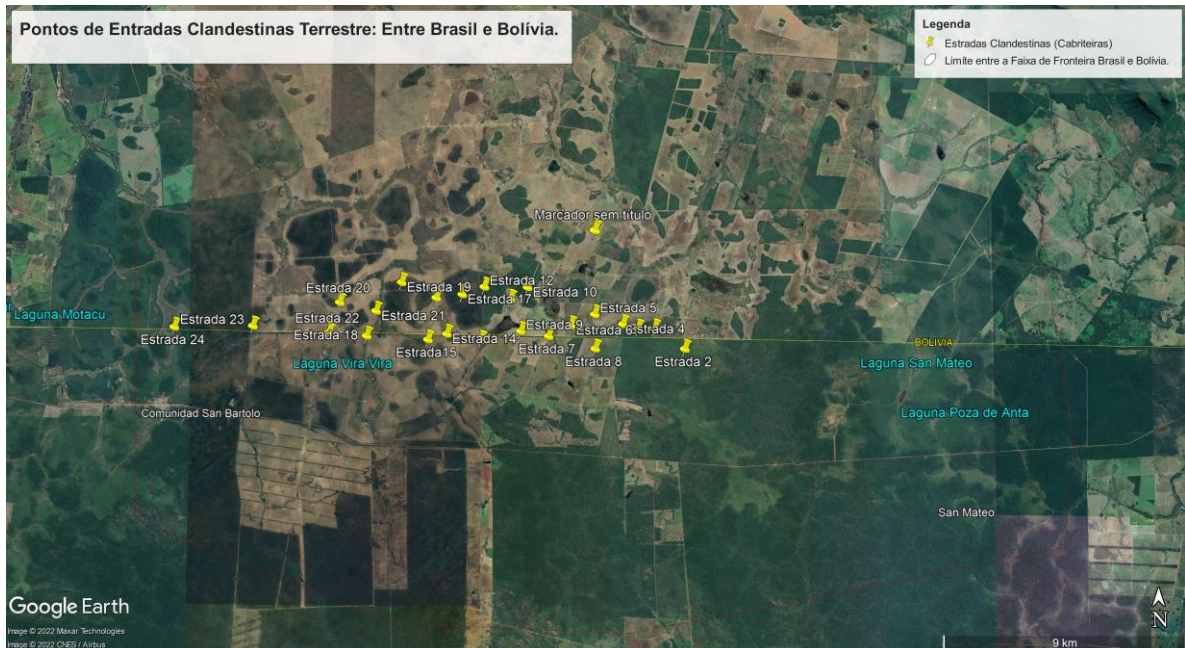 Pontos de Entradas Clandestinas Terrestre: Entre Brasil e Bolívia.
Legenda
Estradas Clandestinas (Cabriteiras)
Limite entre a Faixa de Fronteira Brasil e Bolívia.
Marcador sem título
Estrada 12
Estrada 20
Estrada 19
Estrada 10
Estrada 17
Estrada 5
Laguna Motacu
Estrada 23
Estrada 22
Estrada 21
Estrada 9
Estrada 6
Estrada 4
Estrada 24
Estrada 18
Estrada15
Estrada 14
Estrada 7
Estrada 8
Estrada 2
BOLIVIA
Laguna Vira Vira
Laguna San Mateo
Comunidad San Bartolo
Laguna Poza de Anta
San Mateo
Google Earth
Image © 2022 Maxar Technologies
Image © 2022 CNES / Airbus
N
9 km